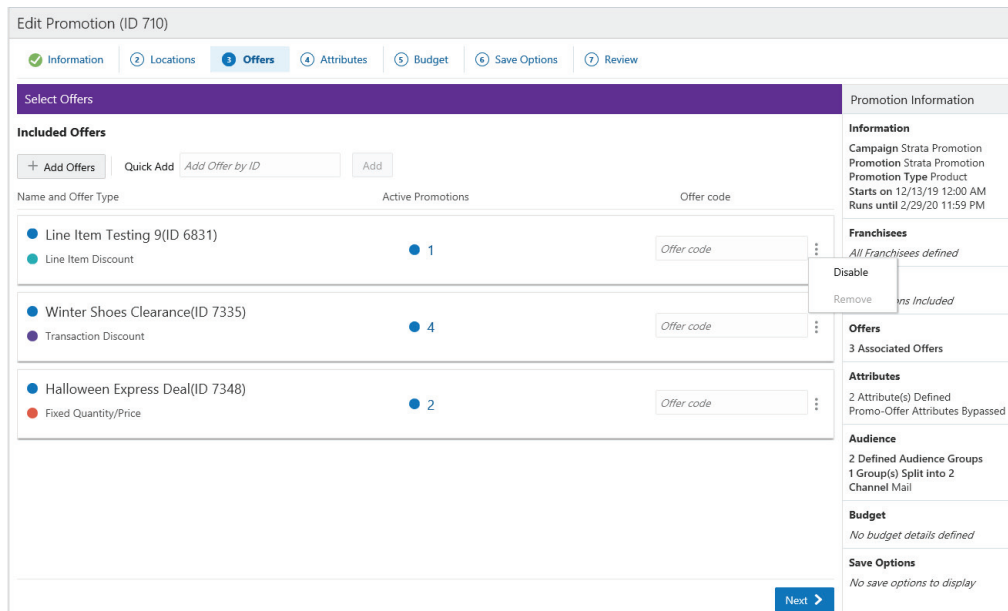 Edit Promotion (ID 710)
Information
2 Locations
3 Offers
4 Attributes
5 Budget
6 Save Options
7 Review
Select Offers
Included Offers
+ Add Offers
Quick Add
Add Offer by ID
Add
Name and Offer Type
Active Promotions
Offer code
Line Item Testing 9(ID 6831)
Line Item Discount
1
Offer code
Disable
Remove
Winter Shoes Clearance(ID 7335)
Transaction Discount
4
Offer code
Halloween Express Deal(ID 7348)
Fixed Quantity/Price
2
Offer code
Next
Promotion Information
Information
Campaign Strata Promotion
Promotion Strata Promotion
Promotion Type Product
Starts on 12/13/19 12:00 AM
Runs until 2/29/20 11:59 PM
Franchisees
All Franchisees defined
Included
Offers
3 Associated Offers
Attributes
2 Attribute(s) Defined
Promo-Offer Attributes Bypassed
Audience
2 Defined Audience Groups
1 Group(s) Split into 2
Channel Mail
Budget
No budget details defined
Save Options
No save options to display